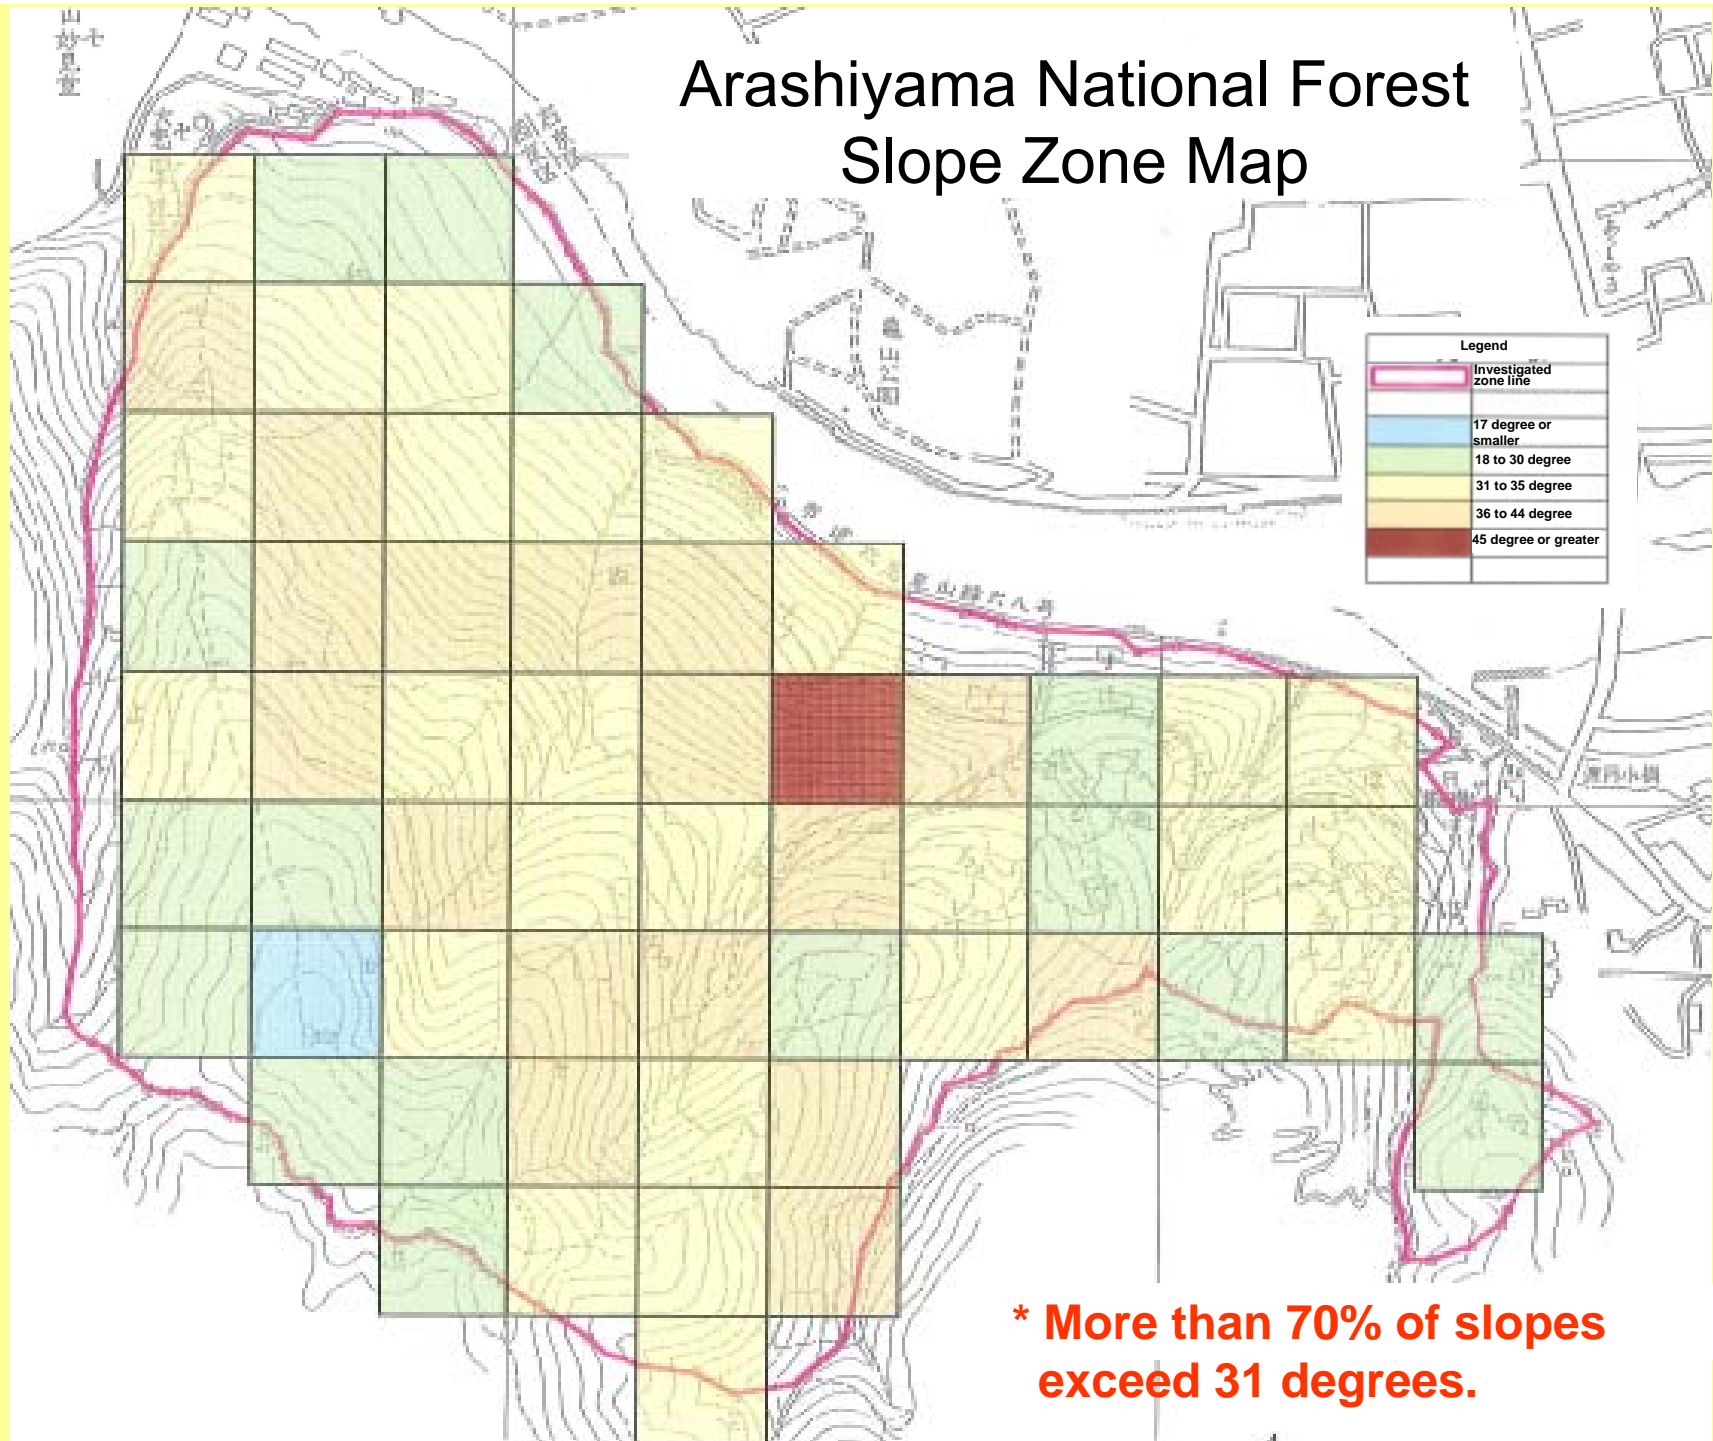 Arashiyama National Forest
Slope Zone Map
Legend
Investigated
zone line
17 degree or
smaller
18 to 30 degree
31 to 35 degree
36 to 44 degree
45 degree or greater
* More than 70% of slopes
exceed 31 degrees.